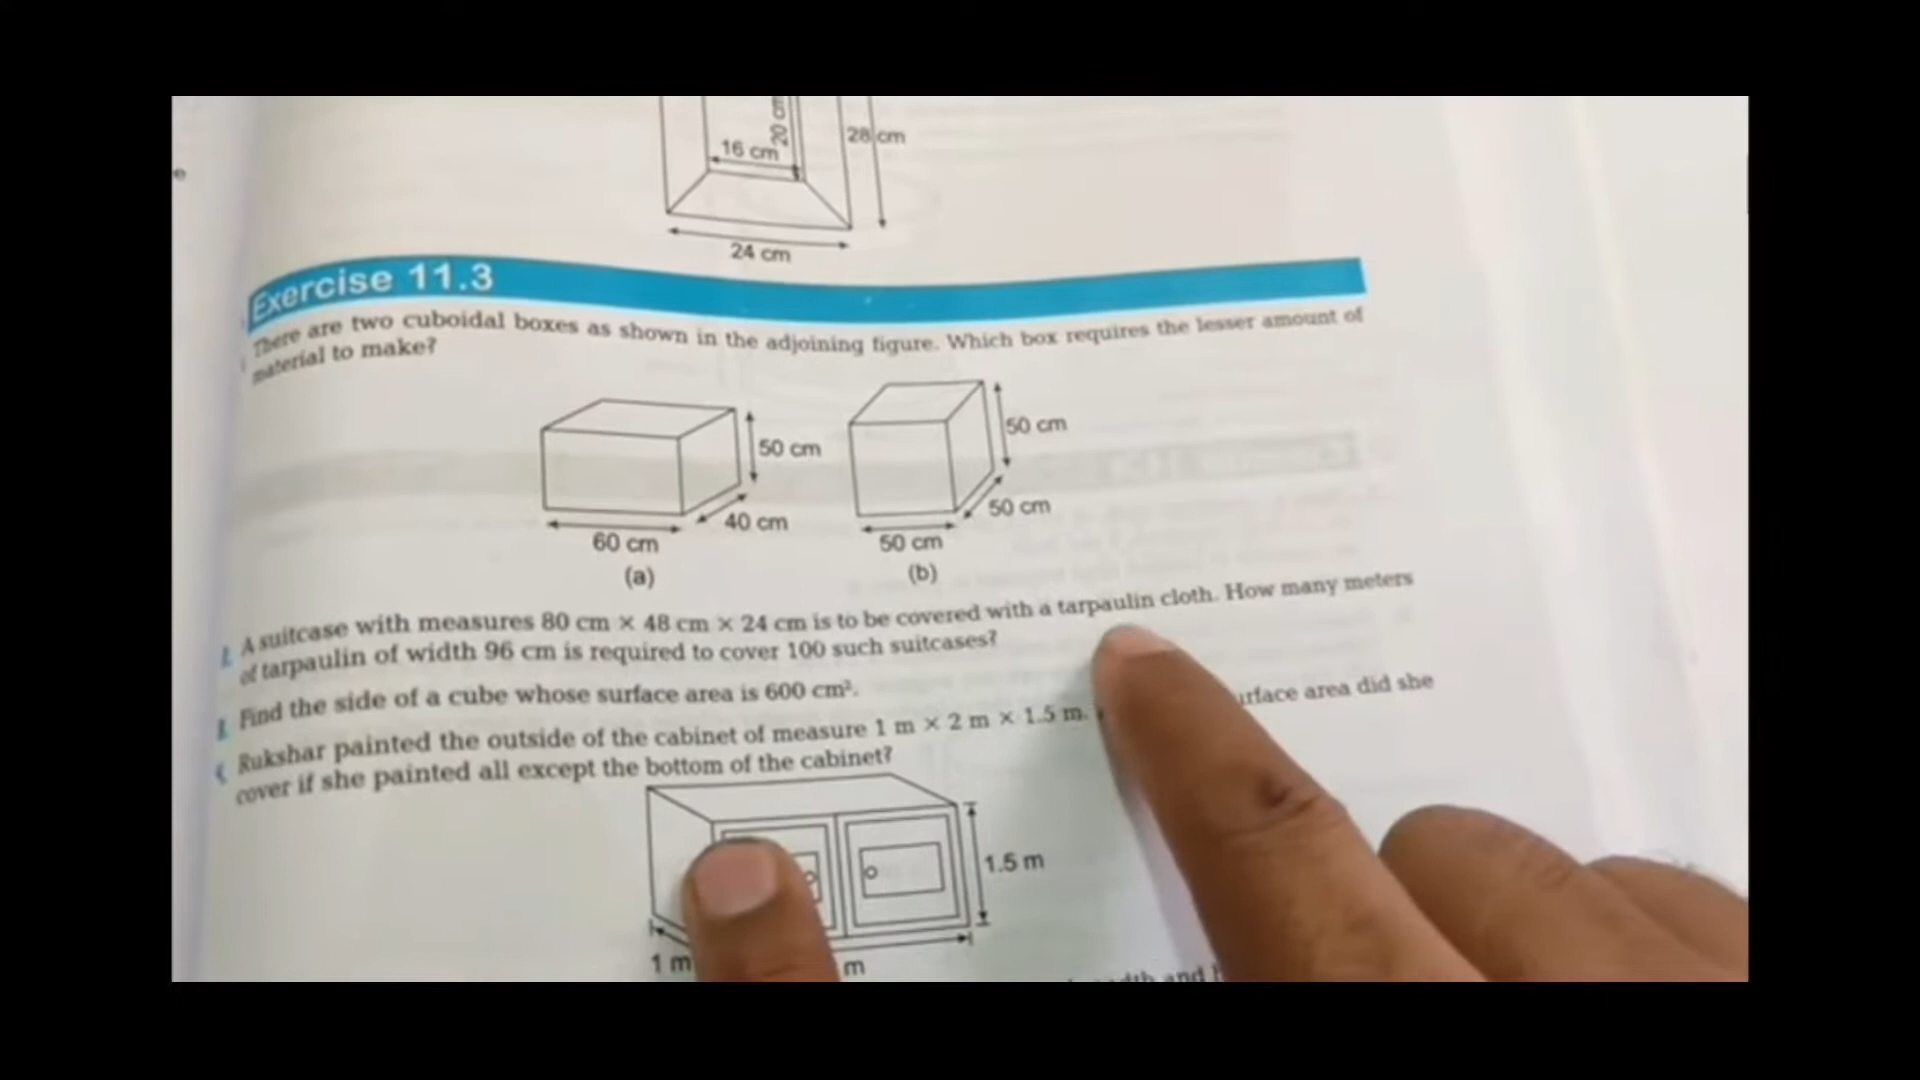 20 cm
28 cm
16 cm
24 cm
Exercise 11.3
There are two cuboidal boxes as shown in the adjoining figure. Which box requires the lesser amount of
material to make?
50 cm
40 cm
60 cm
(a)
50 cm
50 cm
50 cm
(b)
A suitcase with measures 80 cm × 48 cm × 24 cm is to be covered with a tarpaulin cloth. How many meters
of tarpaulin of width 96 cm is required to cover 100 such suitcases?
Find the side of a cube whose surface area is 600 cm².
Rukshar painted the outside of the cabinet of measure 1 m × 2 m × 1.5 m. area did she
cover if she painted all except the bottom of the cabinet?
1.5 m
1 m
m
and